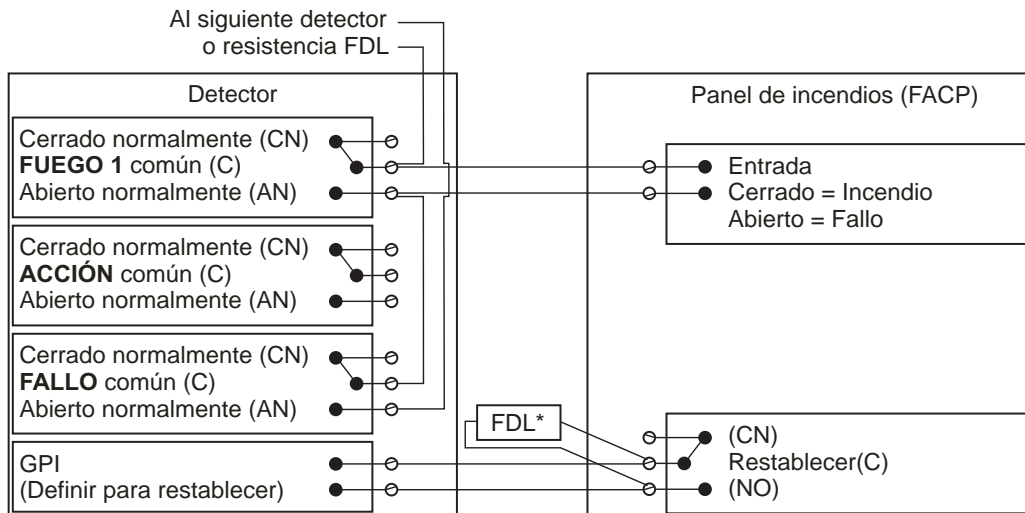 Al siguiente detector
o resistencia FDL
Detector
Cerrado normalmente (CN)
FUEGO 1 común (C)
Abierto normalmente (AN)
Cerrado normalmente (CN)
ACCIÓN común (C)
Abierto normalmente (AN)
Cerrado normalmente (CN)
FALLO común (C)
Abierto normalmente (AN)
GPI
(Definir para restablecer)
Panel de incendios (FACP)
Entrada
Cerrado = Incendio
Abierto = Fallo
FDL*
(CN)
Restablecer(C)
(NO)